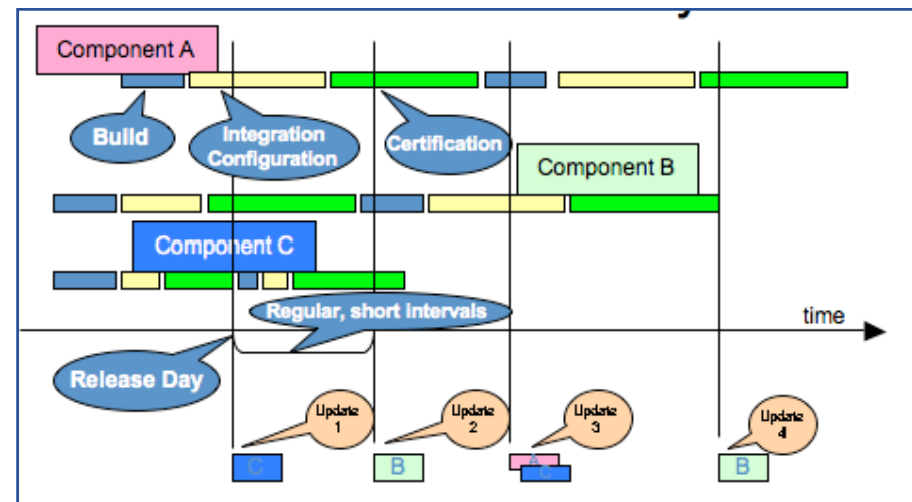 Component A
Build
Integration
Configuration
Certification
Component B
Component C
Regular, short intervals
time
Release Day
Update
1
Update
2
Update
3
Update
4
C
B
A
C
B